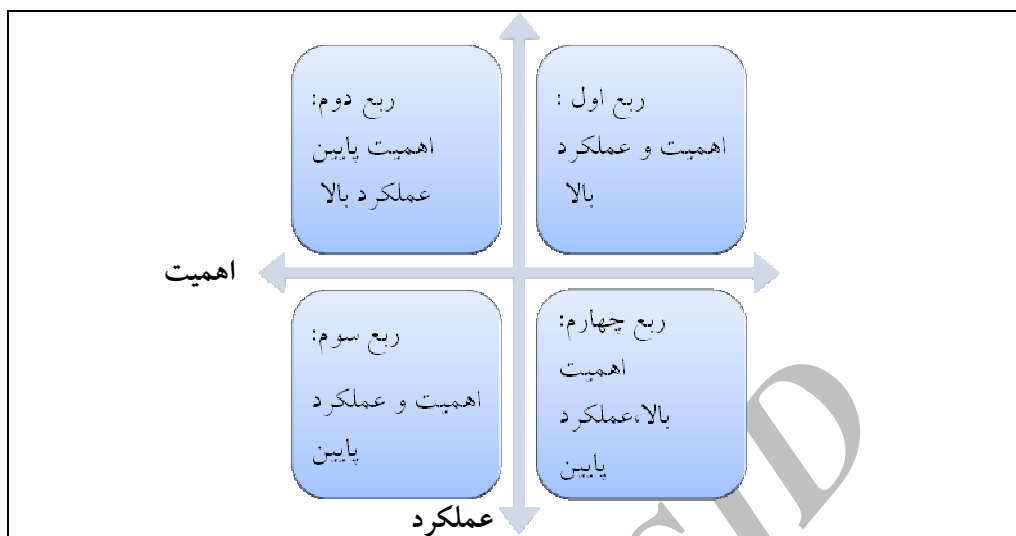 ربع اول :
اهمیت و عملکرد
بالا
ربع دوم:
اهمیت پایین
عملکرد بالا
اهمیت
ربع سوم:
اهمیت و عملکرد
پایین
ربع چهارم:
اهمیت
بالا،عملکرد
پایین
عملکرد
SID